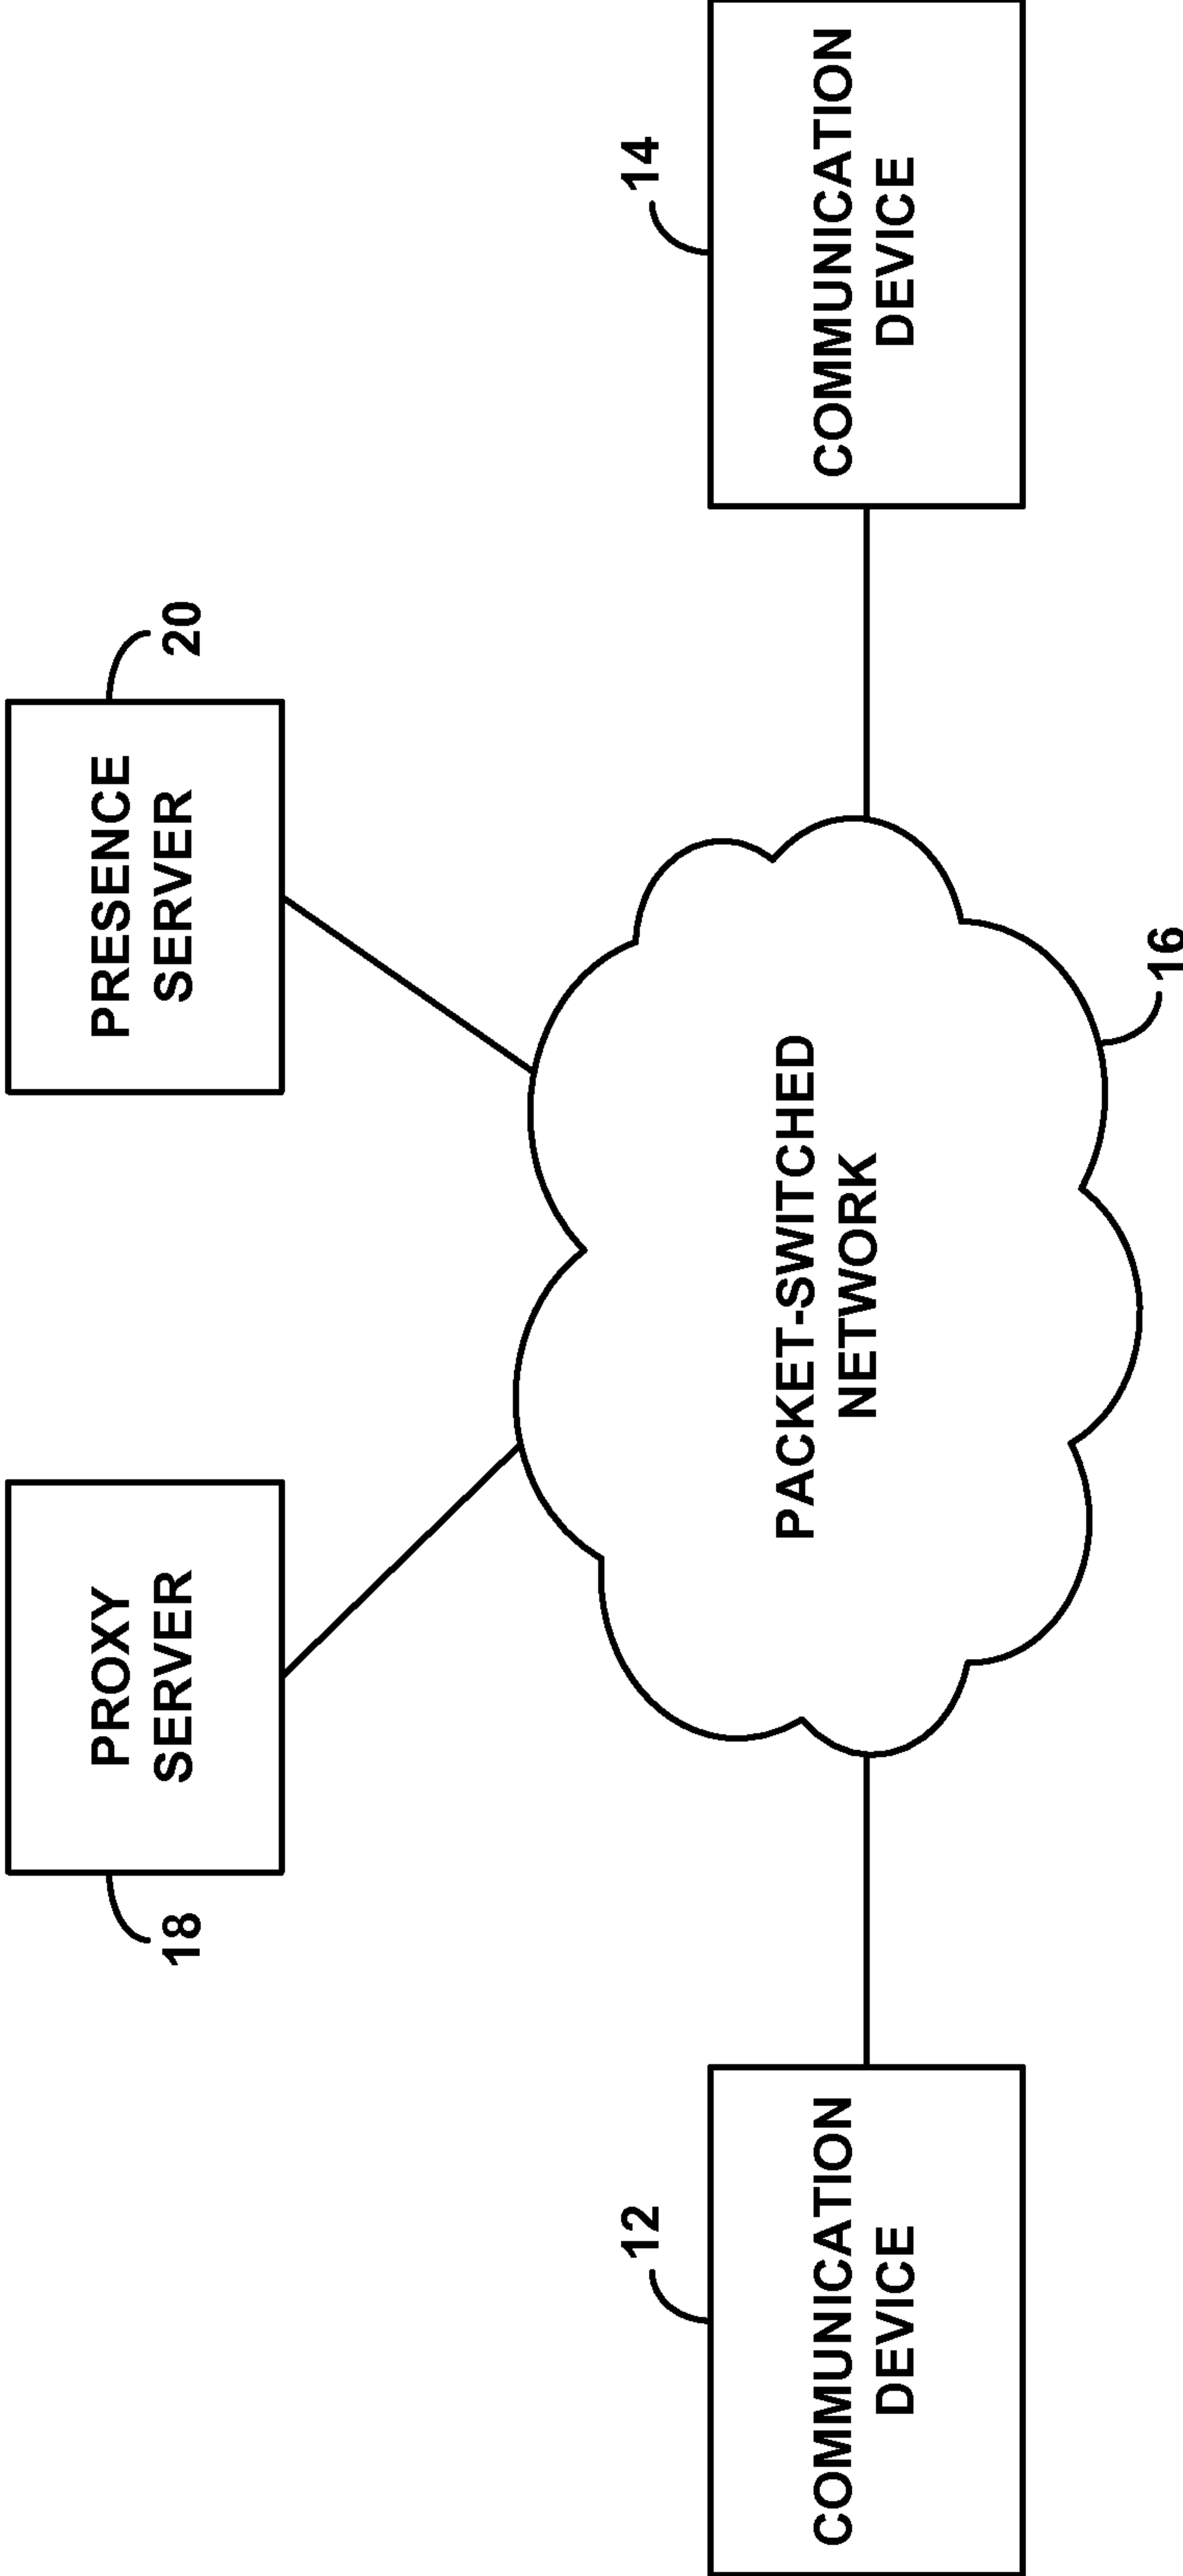 PROXY
SERVER
18
PRESENCE
SERVER
20
12
COMMUNICATION
DEVICE
PACKET-SWITCHED
NETWORK
16
14
COMMUNICATION
DEVICE